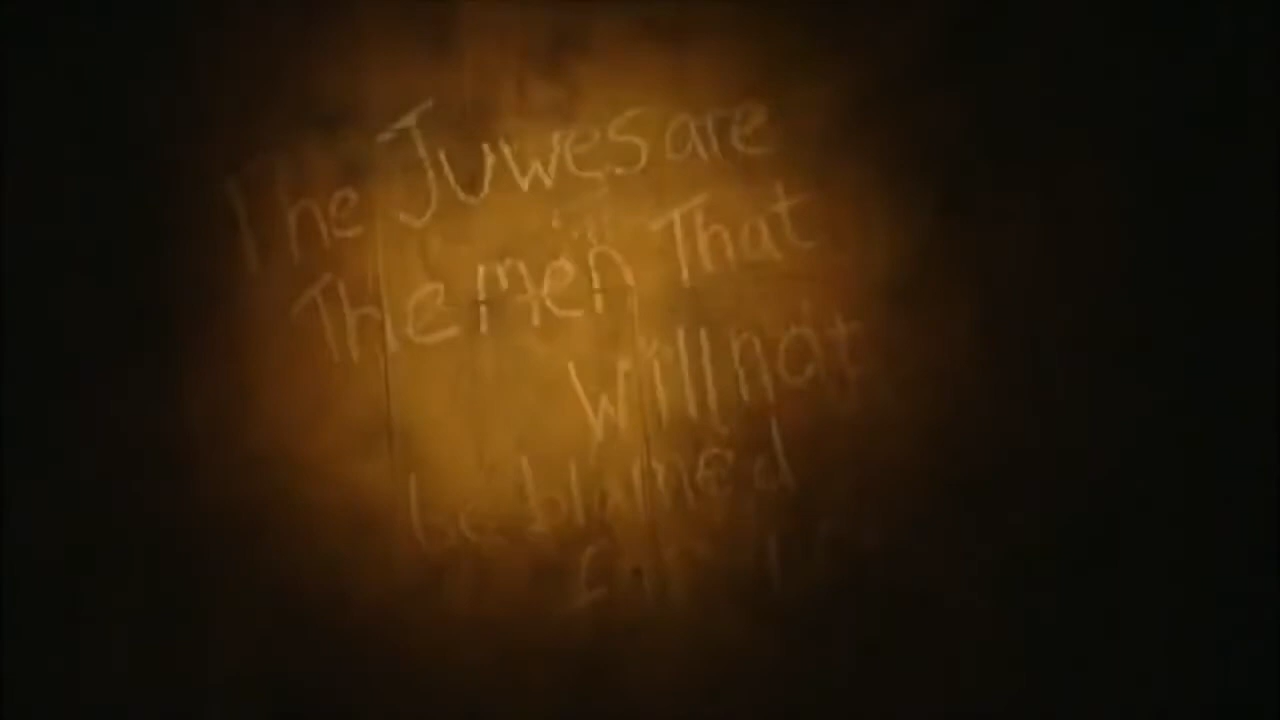 The Juwes are
The men That
Will not
be blamed